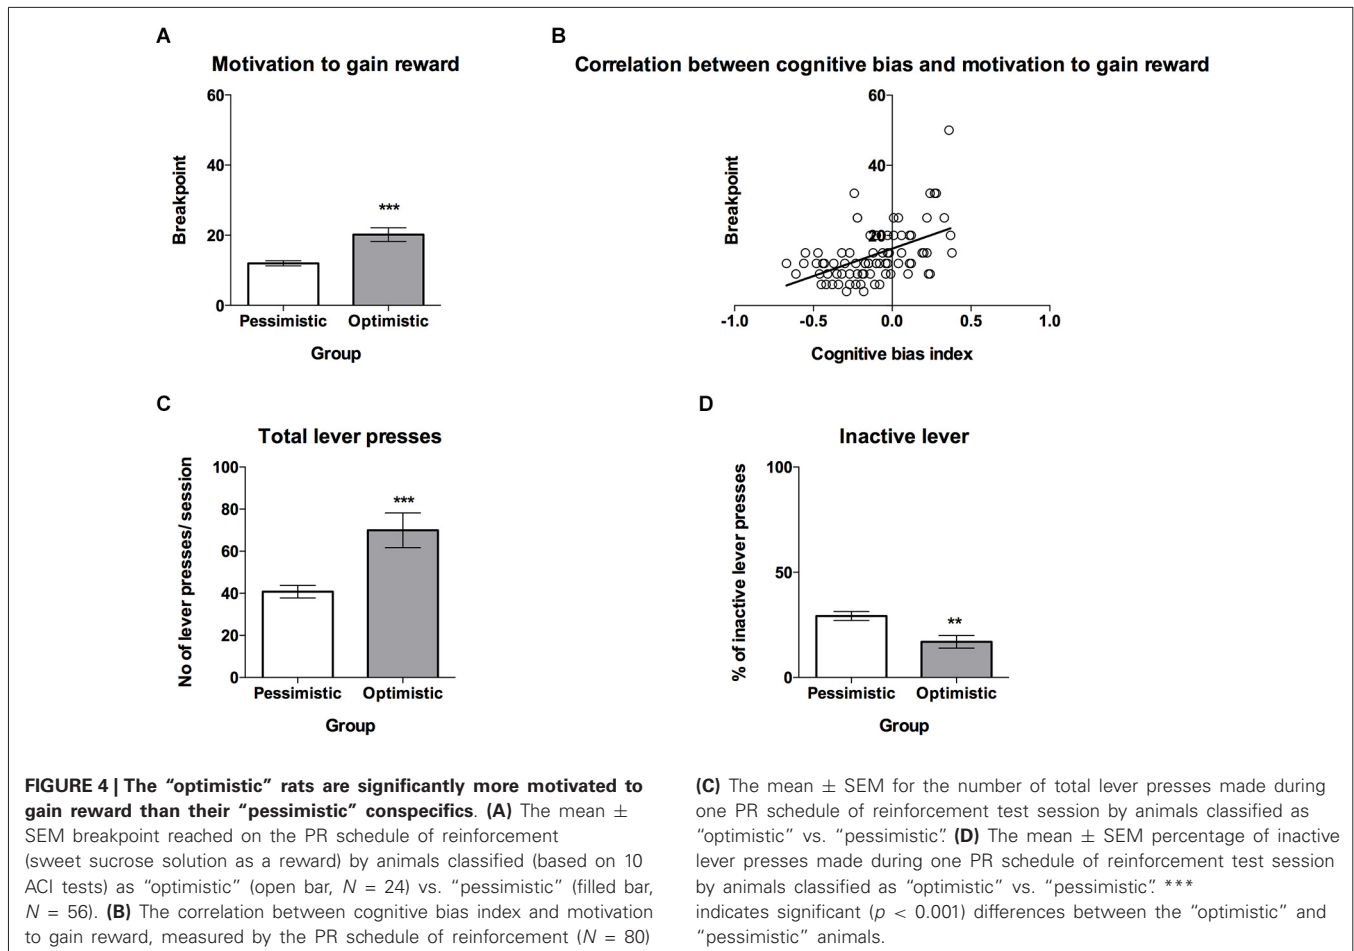 A
Motivation to gain reward
60
40
20
0
Breakpoint
***
Pessimistic Optimistic
Group
B
Correlation between cognitive bias and motivation to gain reward
60
40
20
Breakpoint
-1.0 -0.5 0.0 0.5 1.0
Cognitive bias index
C
Total lever presses
100
80
60
40
20
0
No of lever presses/ session
***
Pessimistic Optimistic
Group
D
Inactive lever
100
50
0
% of inactive lever presses
**
Pessimistic Optimistic
Group
FIGURE 4 | The “optimistic” rats are significantly more motivated to
gain reward than their “pessimistic” conspecifics. (A) The mean ±
SEM breakpoint reached on the PR schedule of reinforcement
(sweet sucrose solution as a reward) by animals classified (based on 10
ACI tests) as “optimistic” (open bar, N = 24) vs. “pessimistic” (filled bar,
N = 56). (B) The correlation between cognitive bias index and motivation
to gain reward, measured by the PR schedule of reinforcement (N = 80)
(C) The mean ± SEM for the number of total lever presses made during
one PR schedule of reinforcement test session by animals classified as
“optimistic” vs. “pessimistic”. (D) The mean ± SEM percentage of inactive
lever presses made during one PR schedule of reinforcement test session
by animals classified as “optimistic” vs. “pessimistic”. ***
indicates significant (p < 0.001) differences between the “optimistic” and
“pessimistic” animals.